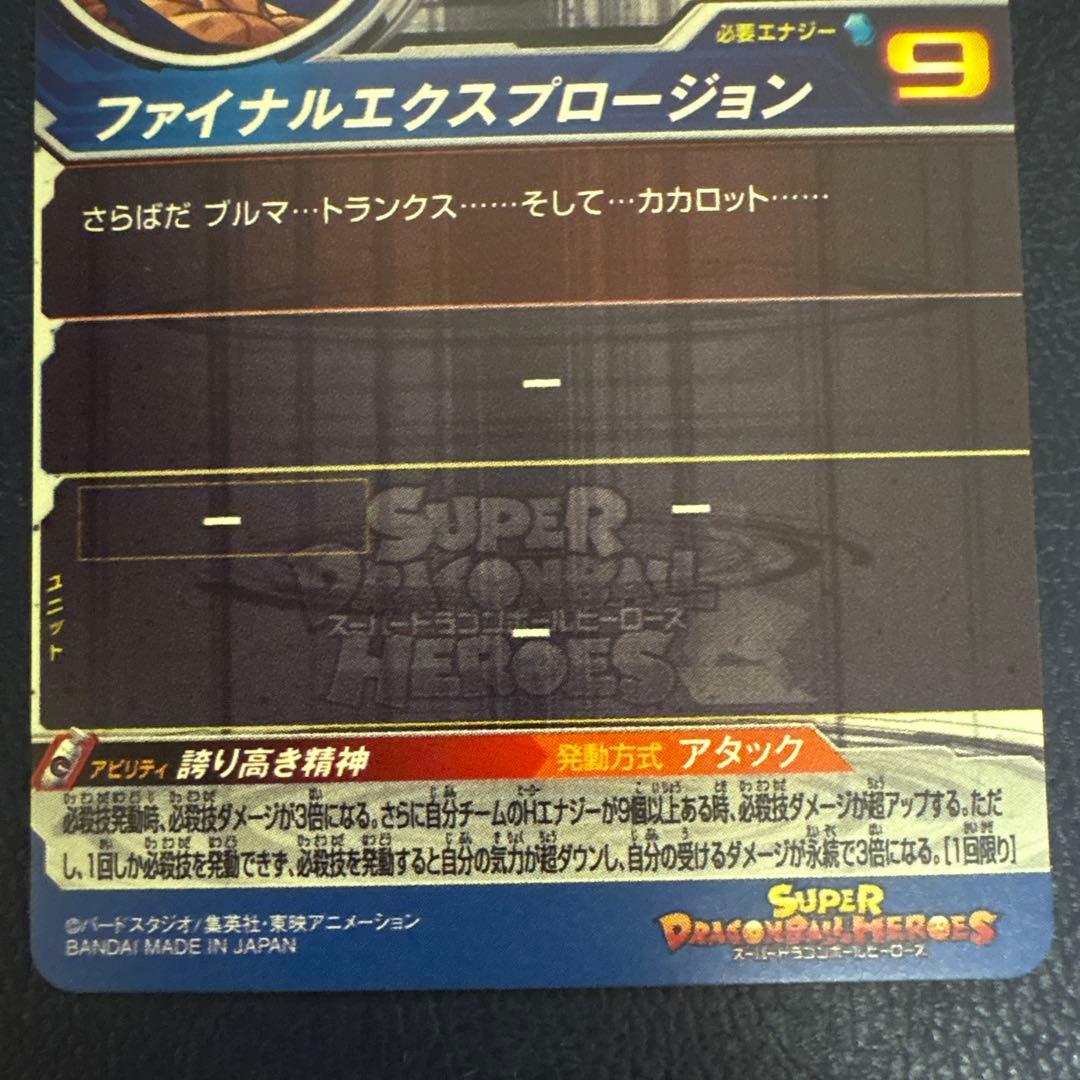 必要エナジー 9
ファイナルエクスプロージョン
さらばだ ブルマ…トランクス……そして…カカロット……
ー
ー ー
SUPER
DRAGONBALL
スーパードラゴンボールヒーローズ
ー
HEROES
ユニット
アビリティ 誇り高き精神 発動方式 アタック
必殺技発動時、必殺技ダメージが3倍になる。さらに自分チームのHエナジーが9個以上ある時、必殺技ダメージが超アップする。ただ
し、1回しか必殺技を発動できず、必殺技を発動すると自分の気力が超ダウンし、自分の受けるダメージが永続で3倍になる。[1回限り]
©バードスタジオ/集英社・東映アニメーション
BANDAI MADE IN JAPAN
SUPER
DRAGONBALL HEROES
スーパードラゴンボールヒーローズ